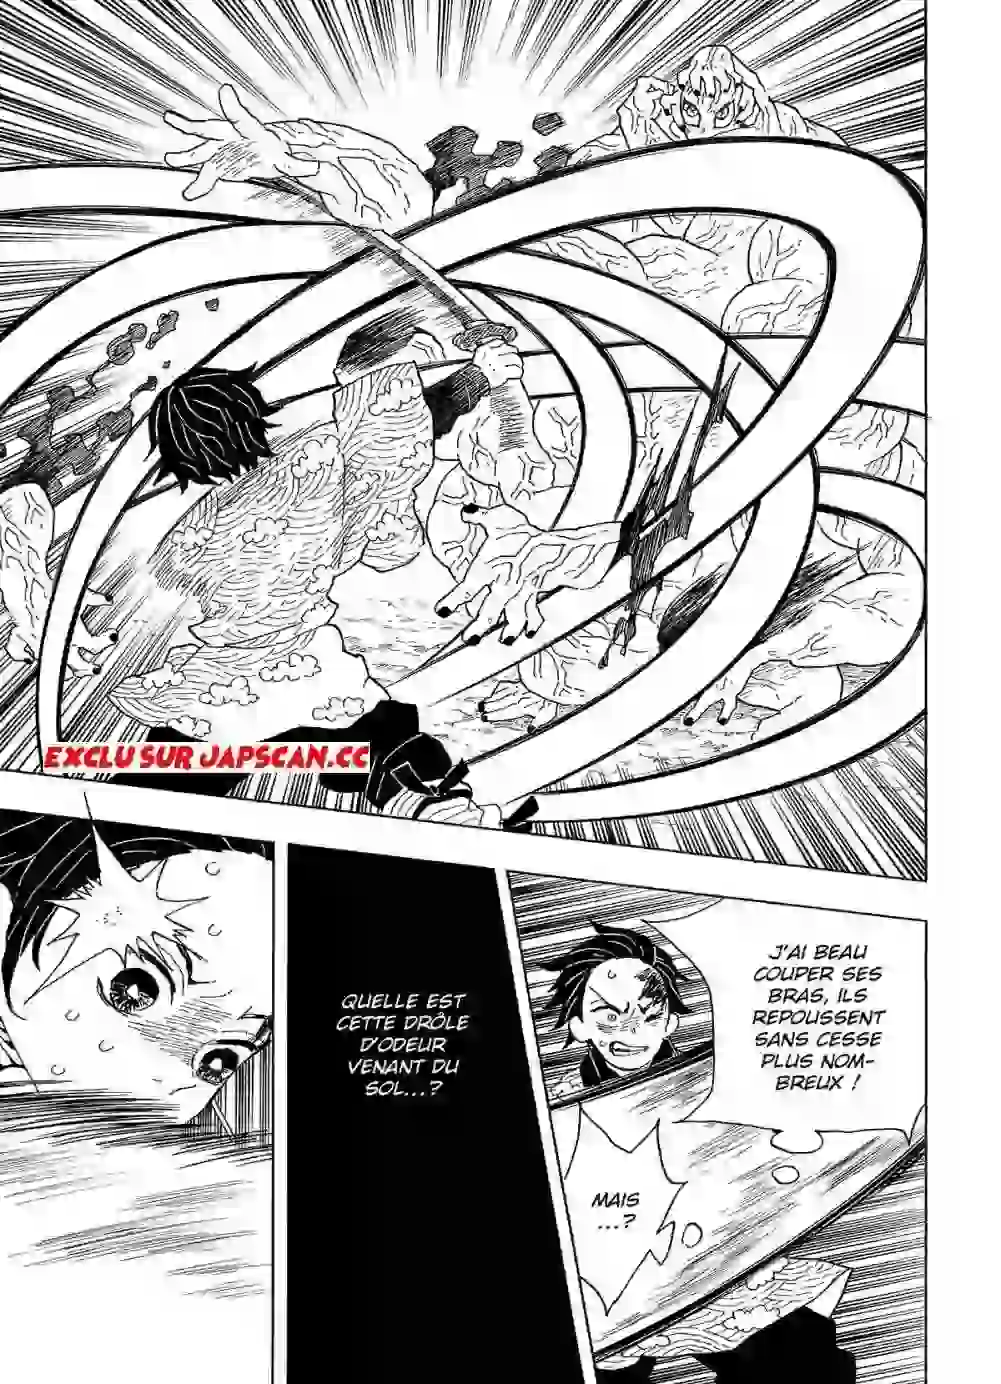 EXCLU SUR JAPSCAN.CC
J'AI BEAU
COUPER SES
BRAS, ILS
REPOUSSENT
SANS CESSE
PLUS NOM-
BREUX !
MAIS
...?
QUELLE EST
CETTE DRÔLE
D'ODEUR
VENANT DU
SOL...?